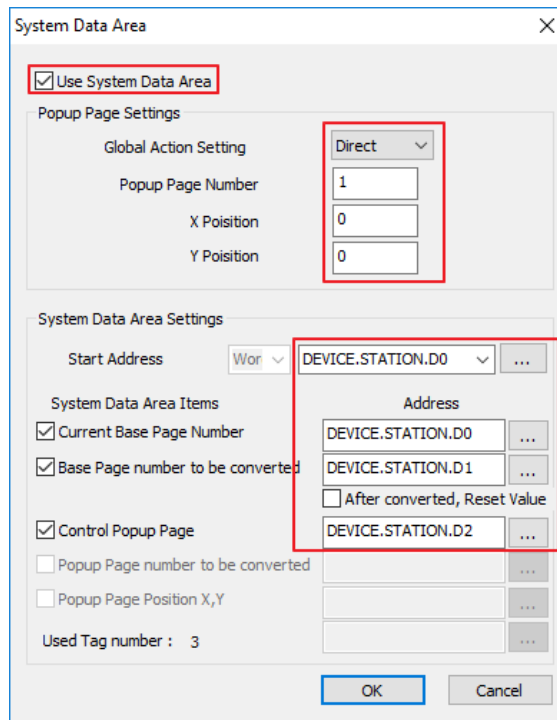 System Data Area
Use System Data Area
Popup Page Settings
Global Action Setting Direct
Popup Page Number 1
X Poisition 0
Y Poisition 0
System Data Area Settings
Start Address Wor DEVICE.STATION.D0 ...
System Data Area Items Address
Current Base Page Number DEVICE.STATION.D0 ...
Base Page number to be converted DEVICE.STATION.D1 ...
After converted, Reset Value
Control Popup Page DEVICE.STATION.D2 ...
Popup Page number to be converted ...
Popup Page Position X,Y ...
Used Tag number : 3 ...
OK Cancel